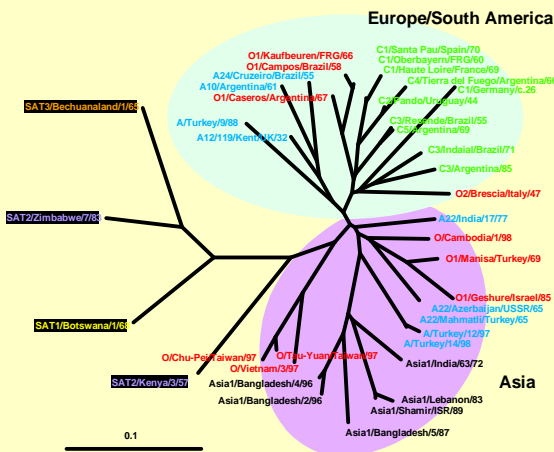 Europe/South America
C1/Santa Pau/Spain/70
O1/Kaufbeuren/FRG/66
C1/Oberbayern/FRG/60
O1/Campos/Brazil/58
C1/Haute Loire/France/69
A24/Cruzeiro/Brazil/55
C4/Tierra del Fuego/Argentina/66
A10/Argentina/61
C1/Germany/c.26
O1/Caseros/Argentina/67
C2/Pando/Uruguay/44
SAT3/Bechuanaland/1/65
A/Turkey/9/88
C3/Resende/Brazil/55
C5/Argentina/69
A12/119/Kent/UK/32
C3/Indaial/Brazil/71
C3/Argentina/85
O2/Brescia/Italy/47
SAT2/Zimbabwe/7/83
A22/India/17/77
O/Cambodia/1/98
O1/Manisa/Turkey/69
O1/Geshure/Israel/85
A22/Azerbaijan/USSR/65
A22/Mahmatli/Turkey/65
SAT1/Botswana/1/68
A/Turkey/12/97
A/Turkey/14/98
O/Chu-Pei/Taiwan/97
O/Tau-Yuan/Taiwan/97
O/Vietnam/3/97
Asia1/India/63/72
SAT2/Kenya/3/57
Asia1/Bangladesh/4/96
Asia
Asia1/Bangladesh/2/96
Asia1/Lebanon/83
Asia1/Shamir/ISR/89
Asia1/Bangladesh/5/87
0.1